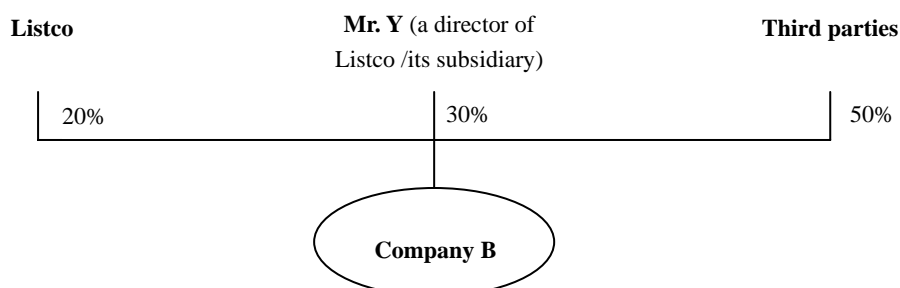 Listco
Mr. Y (a director of
Listco /its subsidiary)
Third parties
20%
30%
50%
Company B